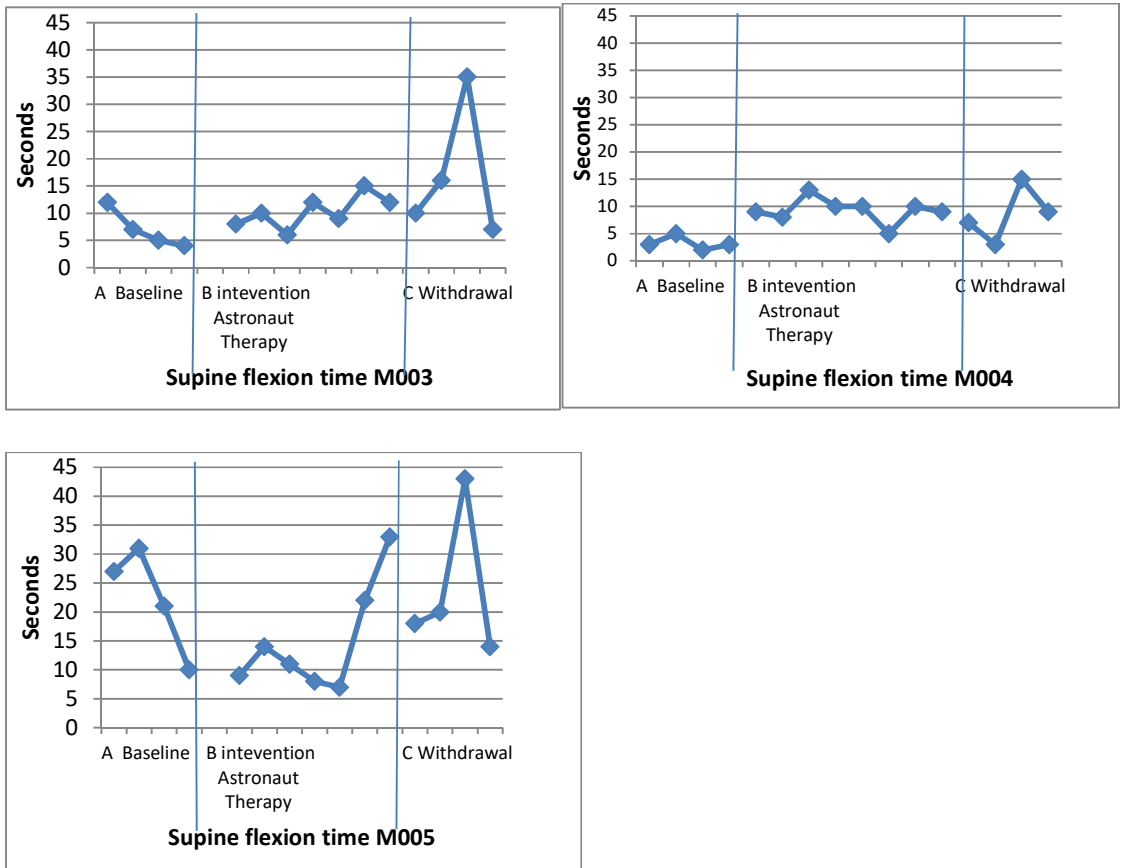 45
40
35
30
25
20
15
10
5
0
Seconds
A Baseline B intevention C Withdrawal
Astronaut
Therapy
Supine flexion time M003
45
40
35
30
25
20
15
10
5
0
Seconds
A Baseline B intevention C Withdrawal
Astronaut
Therapy
Supine flexion time M004
45
40
35
30
25
20
15
10
5
0
Seconds
A Baseline B intevention C Withdrawal
Astronaut
Therapy
Supine flexion time M005